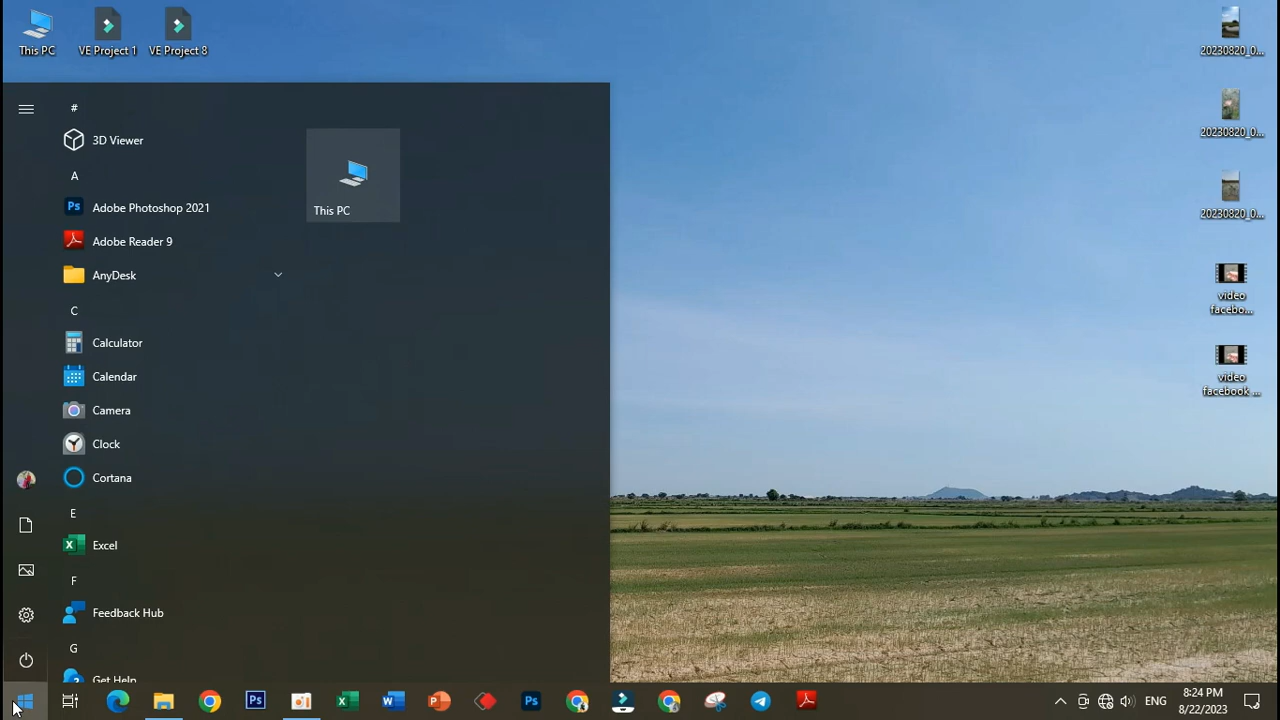 This PC
VE Project 1
VE Project 8
20230820_0...
20230820_0...
20230820_0...
video
facebo...
video
facebook ...
#
3D Viewer
A
Adobe Photoshop 2021
Adobe Reader 9
AnyDesk
C
Calculator
Calendar
Camera
Clock
Cortana
E
Excel
F
Feedback Hub
G
Get Help
This PC
Ps
Ps
ENG
8:24 PM
8/22/2023